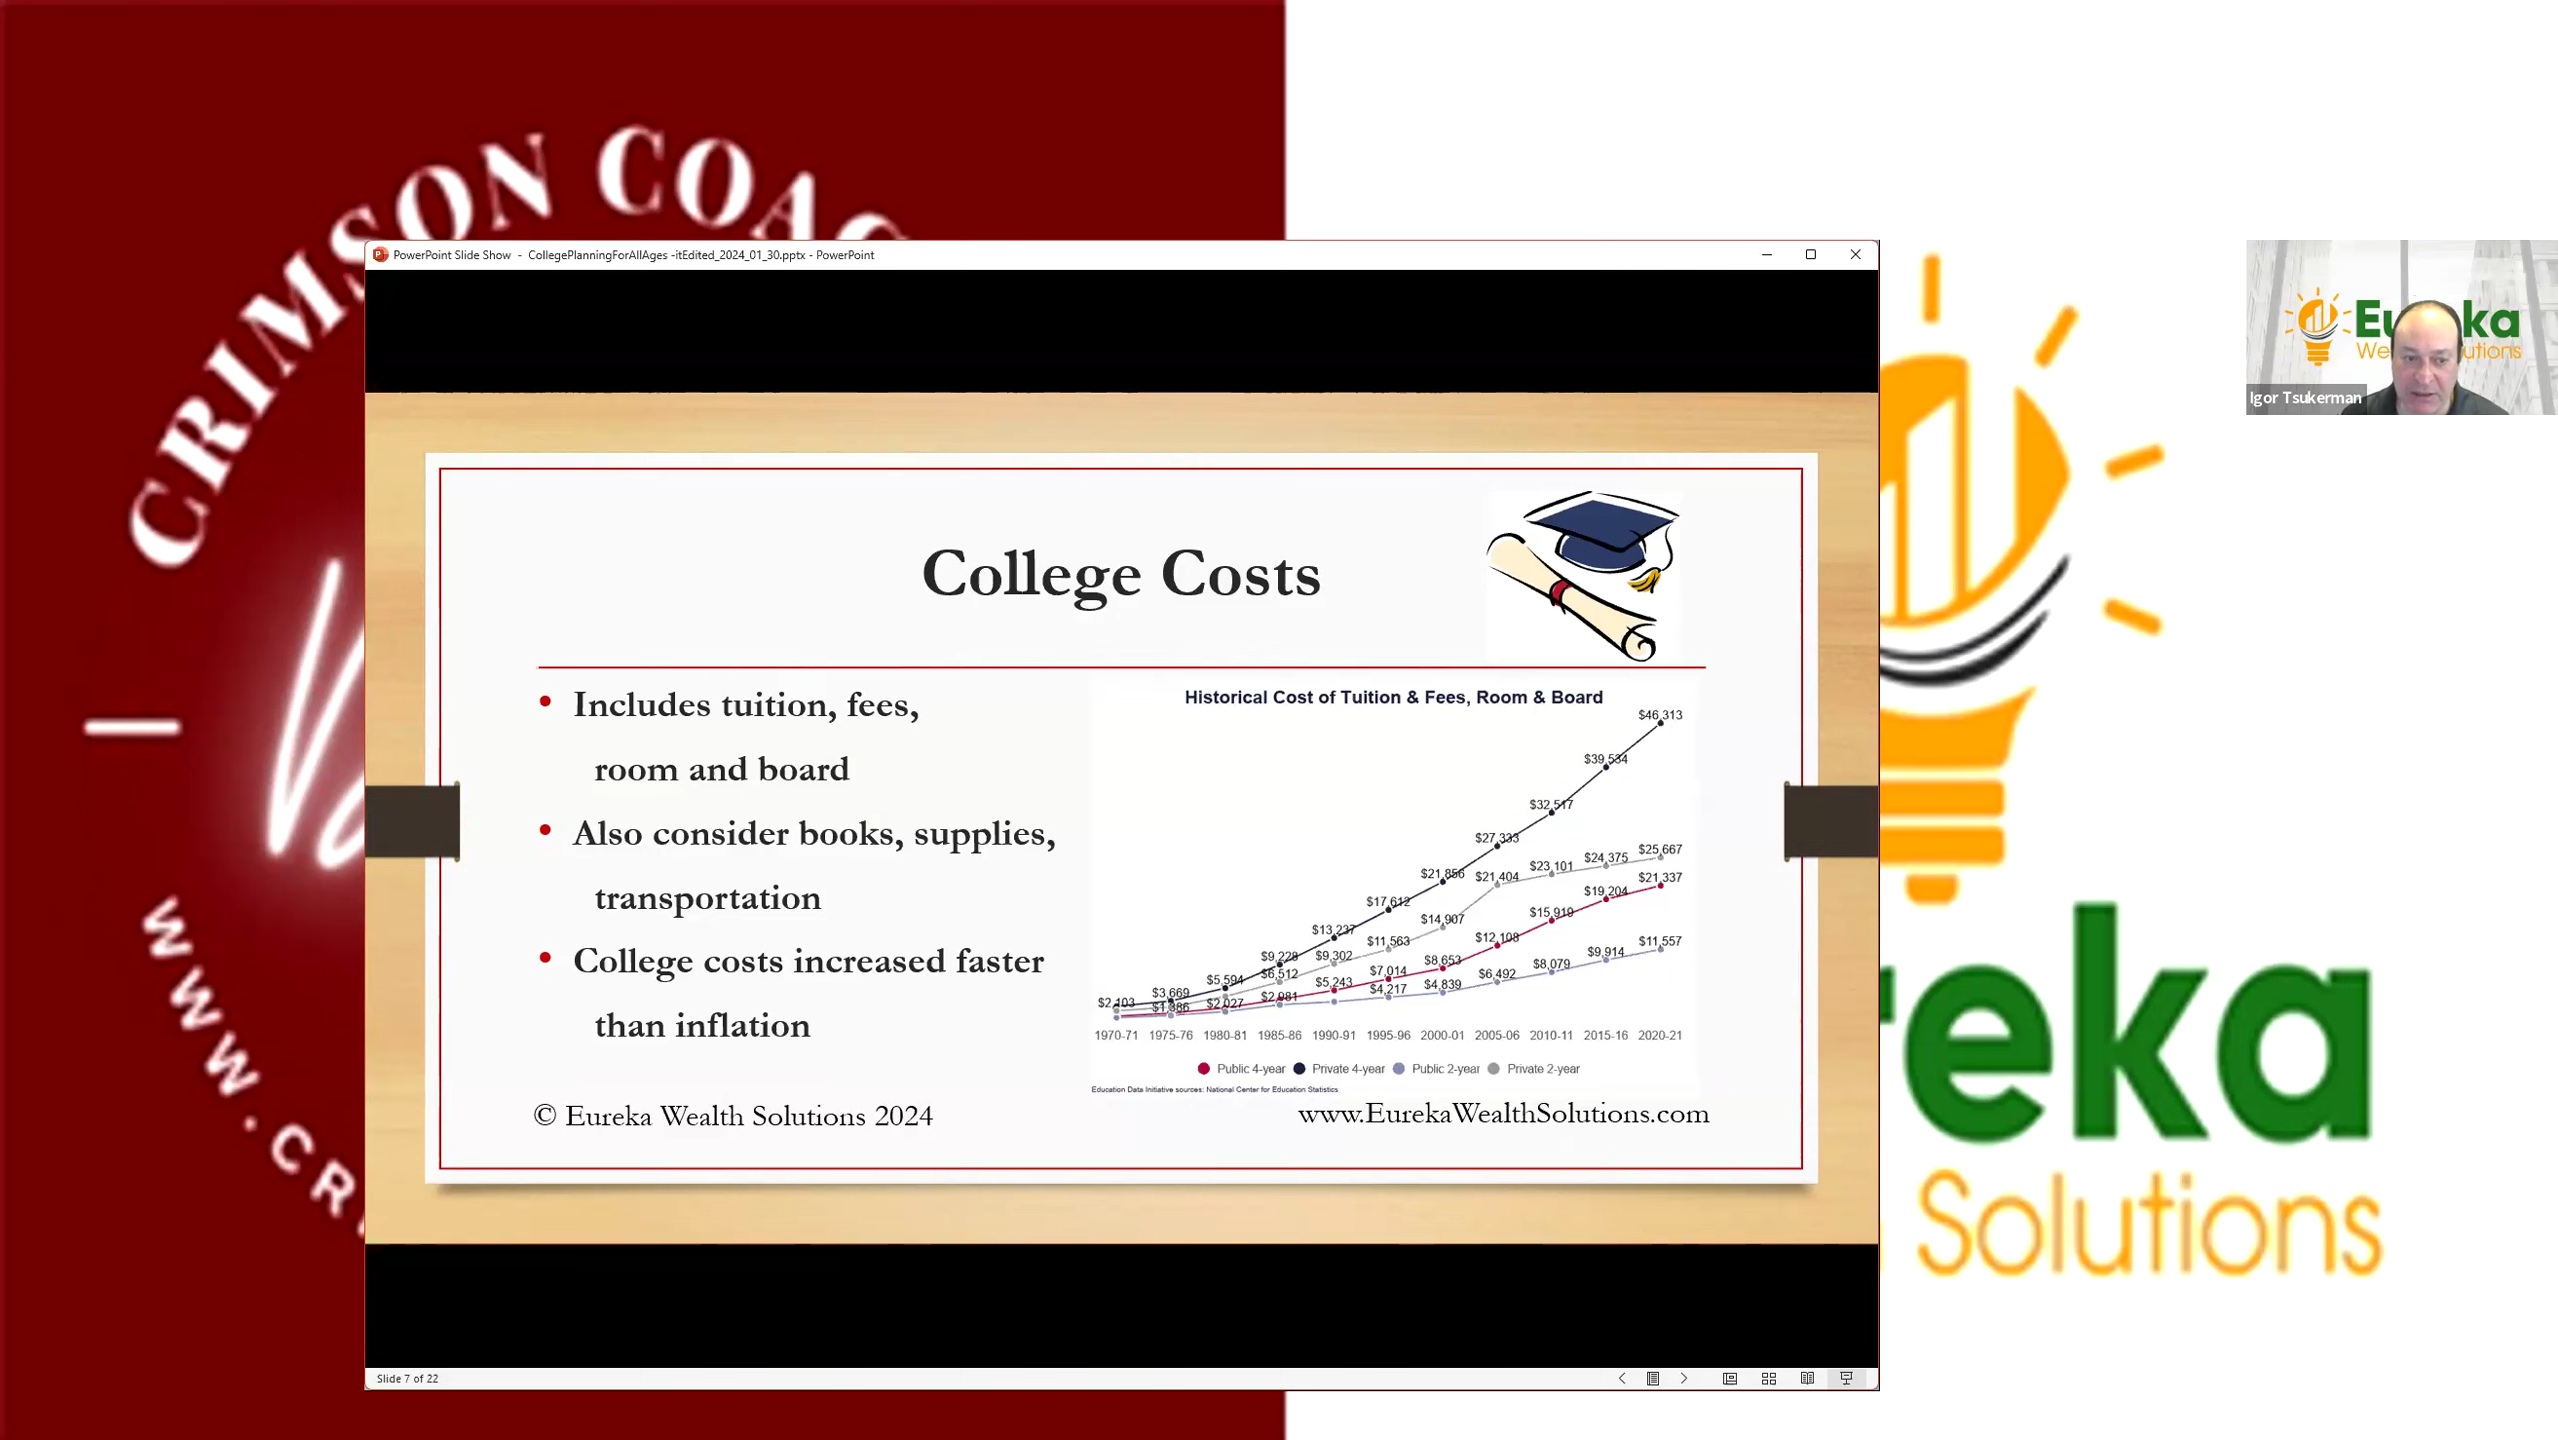 CRIMSON COAC
www.CR
PowerPoint Slide Show - CollegePlanningForAllAges -itEdited_2024_01_30.pptx - PowerPoint
College Costs
• Includes tuition, fees,
room and board
• Also consider books, supplies,
transportation
• College costs increased faster
than inflation
Historical Cost of Tuition & Fees, Room & Board
$46,313
$39,534
$32,517
$27,333
$21,856
$17,612
$13,237
$9,228
$5,594
$3,669
$2,103
$25,667
$24,375
$23,101
$21,404
$14,907
$11,563
$9,302
$6,512
$21,337
$19,204
$15,919
$12,108
$8,653
$7,014
$5,243
$2,981
$2,027
$1,386
$11,557
$9,914
$8,079
$6,492
$4,839
$4,217
1970-71 1975-76 1980-81 1985-86 1990-91 1995-96 2000-01 2005-06 2010-11 2015-16 2020-21
Public 4-year Private 4-year Public 2-year Private 2-year
Education Data Initiative sources: National Center for Education Statistics
© Eureka Wealth Solutions 2024
www.EurekaWealthSolutions.com
Slide 7 of 22
Eu ka
We utions
Igor Tsukerman
eka
Solutions